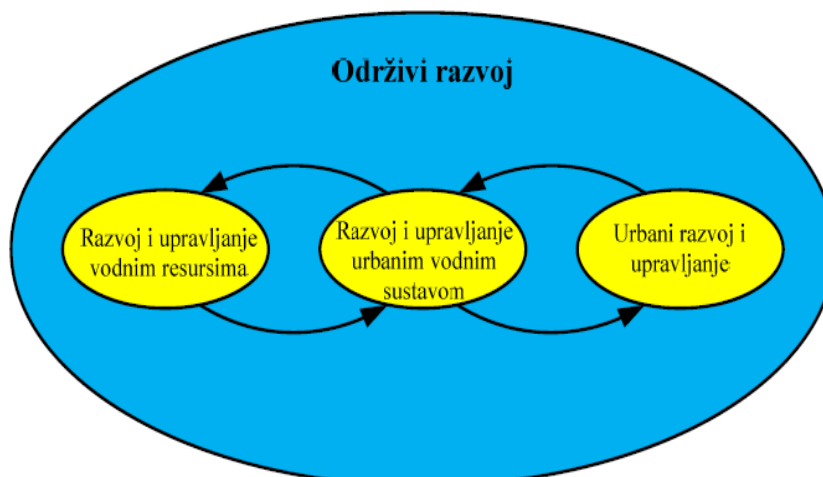 Održivi razvoj
Razvoj i upravljanje
vodnim resursima
Razvoj i upravljanje
urbanim vodnim
sustavom
Urbani razvoj i
upravljanje